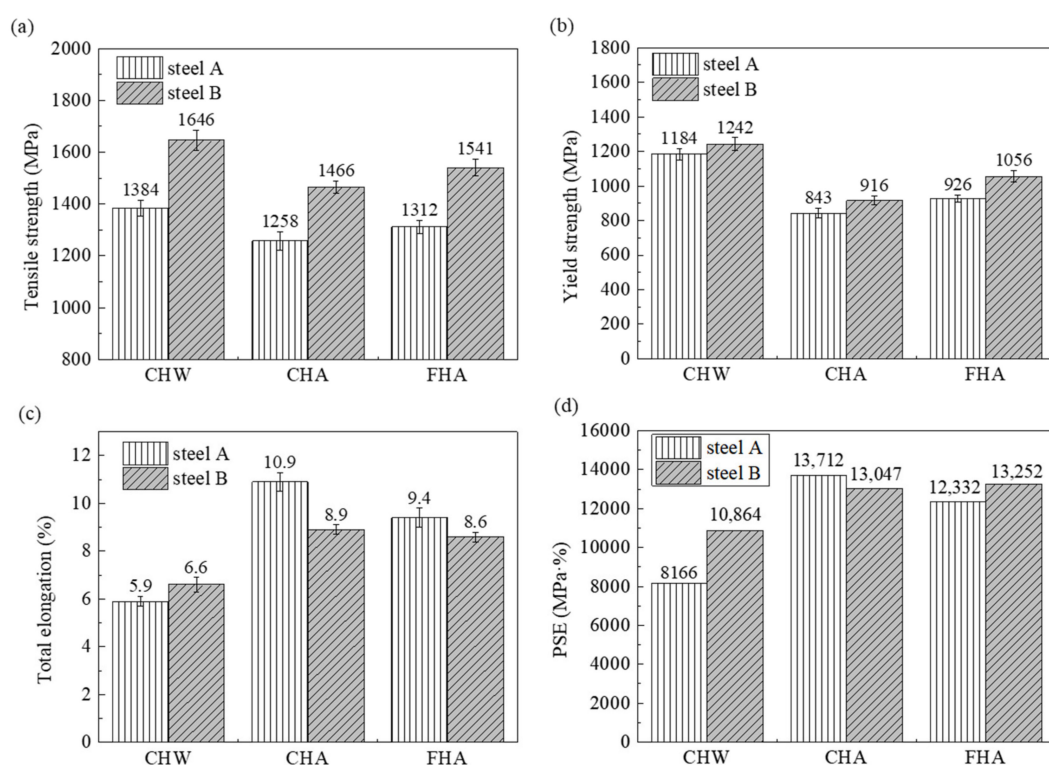 (a)
2000
1800
1600
1400
1200
1000
800
Tensile strength (MPa)
steel A
steel B
1384
1646
1258
1466
1312
1541
CHW
CHA
FHA
(b)
1800
1600
1400
1200
1000
800
600
400
200
0
Yield strength (MPa)
steel A
steel B
1184
1242
843
916
926
1056
CHW
CHA
FHA
(c)
12
10
8
6
4
2
0
Total elongation (%)
steel A
steel B
5.9
6.6
10.9
8.9
9.4
8.6
CHW
CHA
FHA
(d)
16000
14000
12000
10000
8000
6000
4000
2000
0
PSE (MPa·%)
steel A
steel B
8166
10,864
13,712
13,047
12,332
13,252
CHW
CHA
FHA